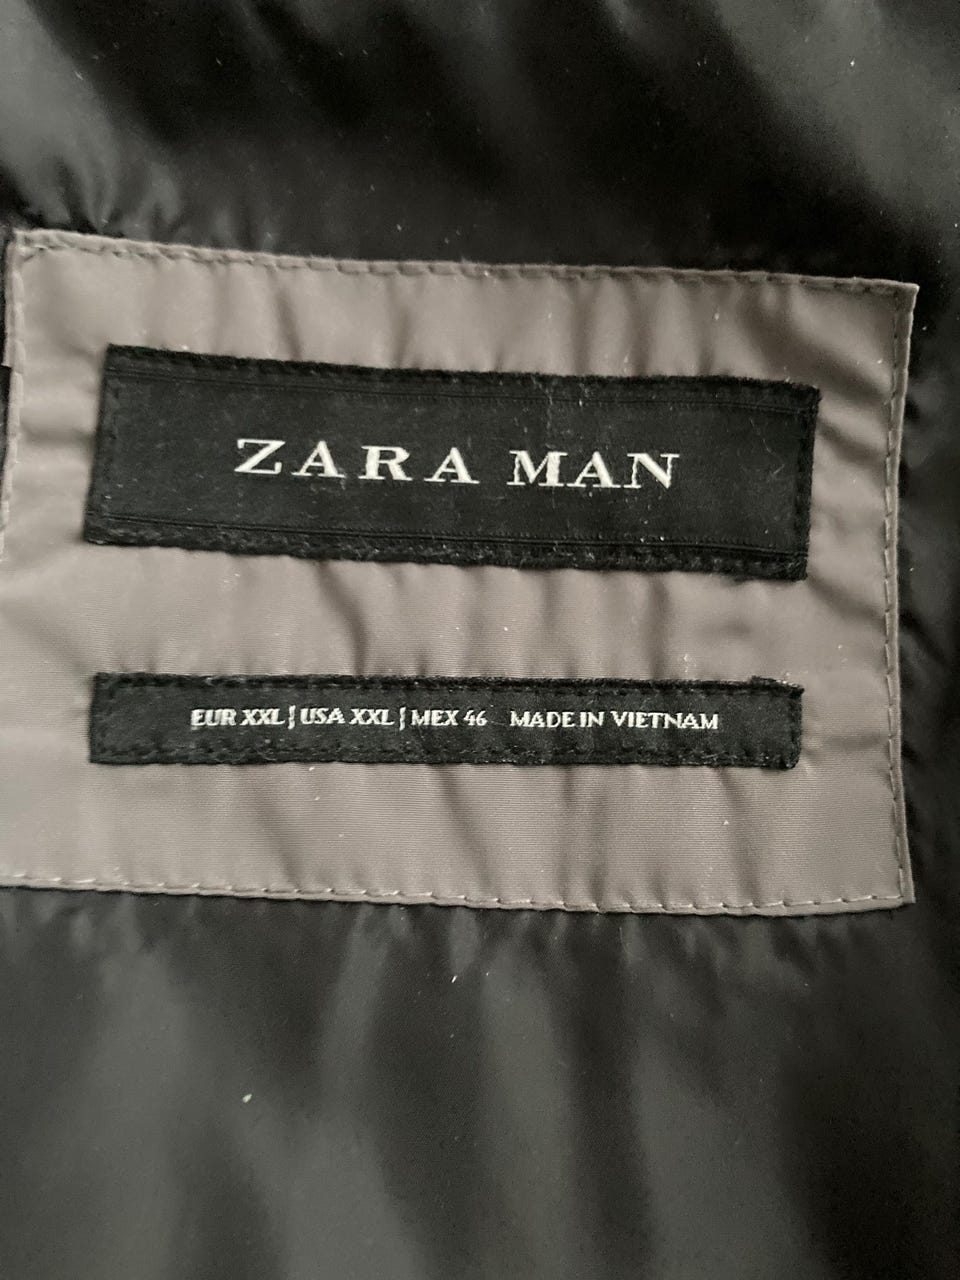 ZARA MAN
EUR XXL ¦ USA XXL ¦ MEX 46 MADE IN VIETNAM